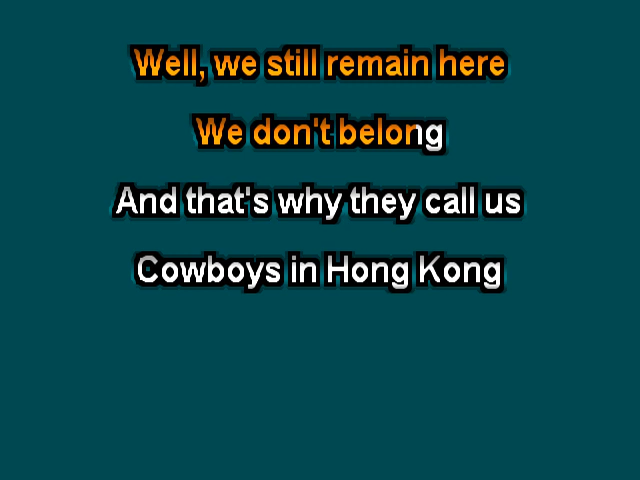 Well, we still remain here
We don't belong
And that's why they call us
Cowboys in Hong Kong